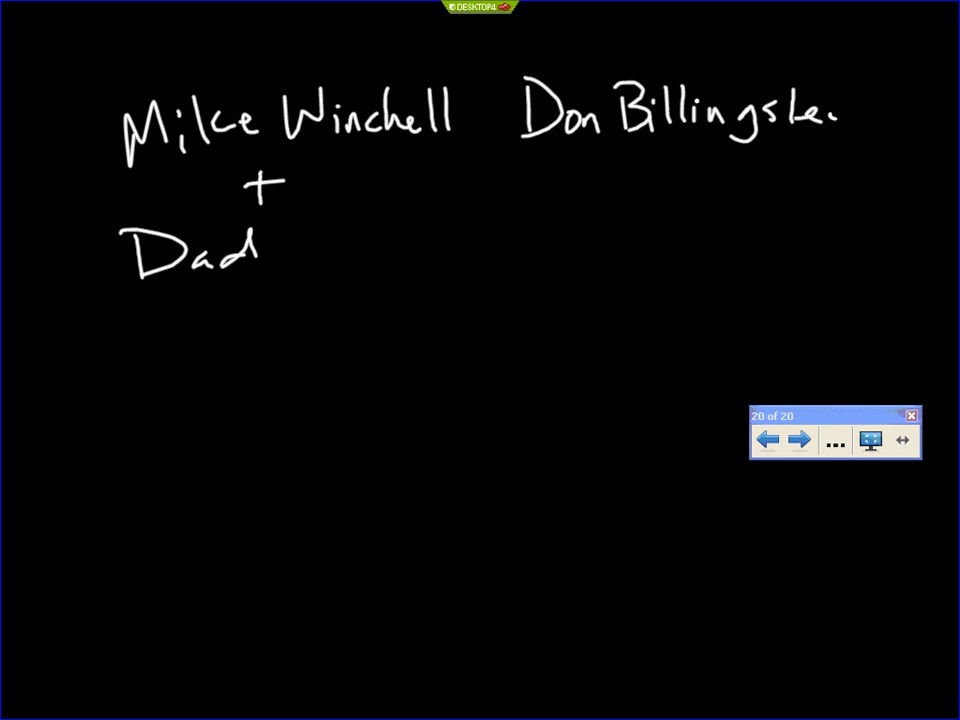 DESKTOP4
Mike Winchell Don Billingsle.
+
Dad
20 of 20
...